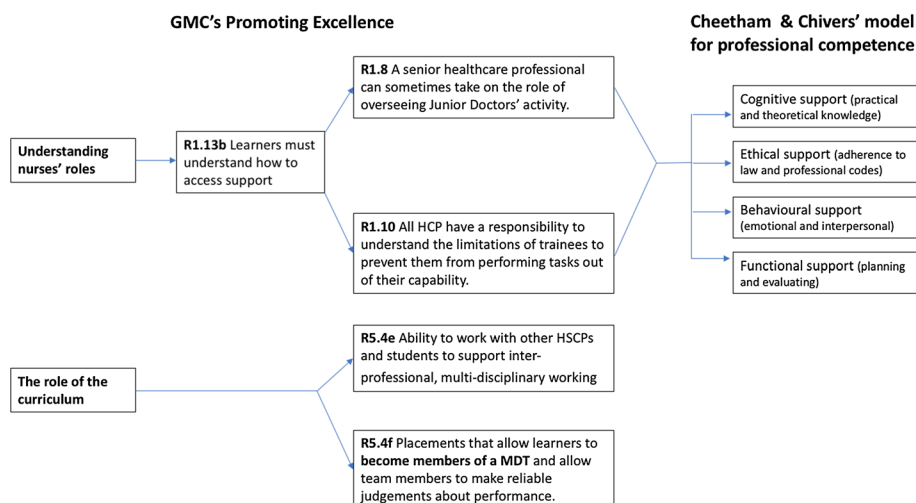 GMC's Promoting Excellence
Cheetham & Chivers' model
for professional competence
Understanding
nurses' roles
R1.13b Learners must
understand how to
access support
R1.8 A senior healthcare professional
can sometimes take on the role of
overseeing Junior Doctors' activity.
R1.10 All HCP have a responsibility to
understand the limitations of trainees to
prevent them from performing tasks out
of their capability.
Cognitive support (practical
and theoretical knowledge)
Ethical support (adherence to
law and professional codes)
Behavioural support
(emotional and interpersonal)
Functional support (planning
and evaluating)
The role of the
curriculum
R5.4e Ability to work with other HSCPs
and students to support inter-
professional, multi-disciplinary working
R5.4f Placements that allow learners to
become members of a MDT and allow
team members to make reliable
judgements about performance.